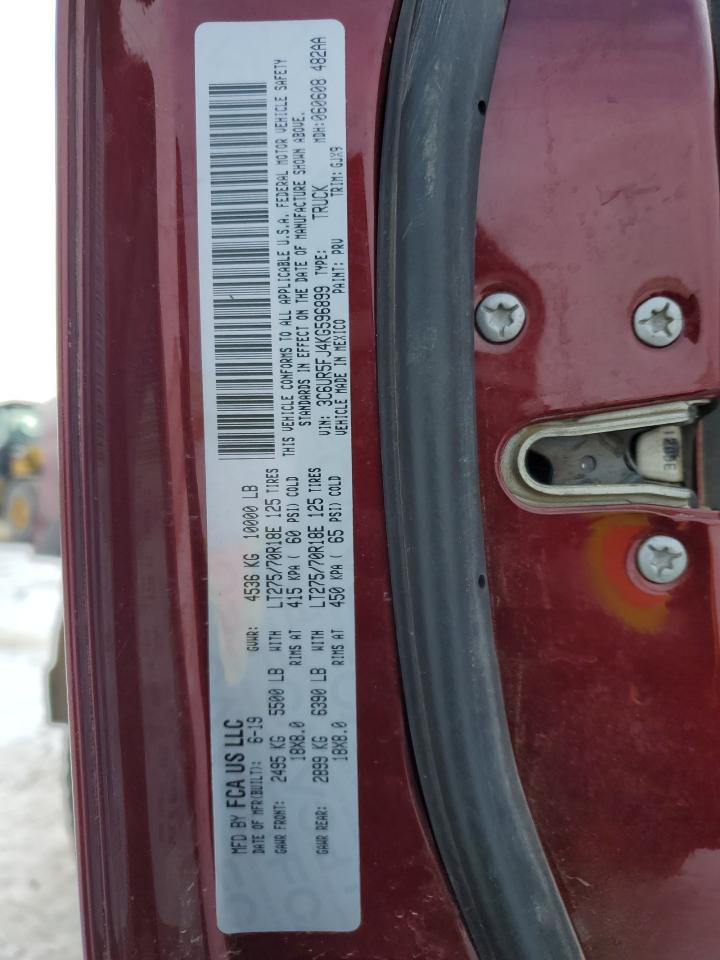 MFD BY FCA US LLC
DATE OF MFR(BUILT): 6-19 GVWR: 4536 KG 10000 LB
GAWR FRONT: 2495 KG 5500 LB WITH LT275/70R18E 125 TIRES
18X8.0 RIMS AT 415 KPA ( 60 PSI) COLD
GAWR REAR: 2899 KG 6390 LB WITH LT275/70R18E 125 TIRES
18X8.0 RIMS AT 450 KPA ( 65 PSI) COLD
THIS VEHICLE CONFORMS TO ALL APPLICABLE U.S.A. FEDERAL MOTOR VEHICLE SAFETY
STANDARDS IN EFFECT ON THE DATE OF MANUFACTURE SHOWN ABOVE.
VIN: 3C6UR5FJ4KG596899 TYPE: TRUCK MDH:060608 482AA
VEHICLE MADE IN MEXICO PAINT: PRV TRIM: GJX9